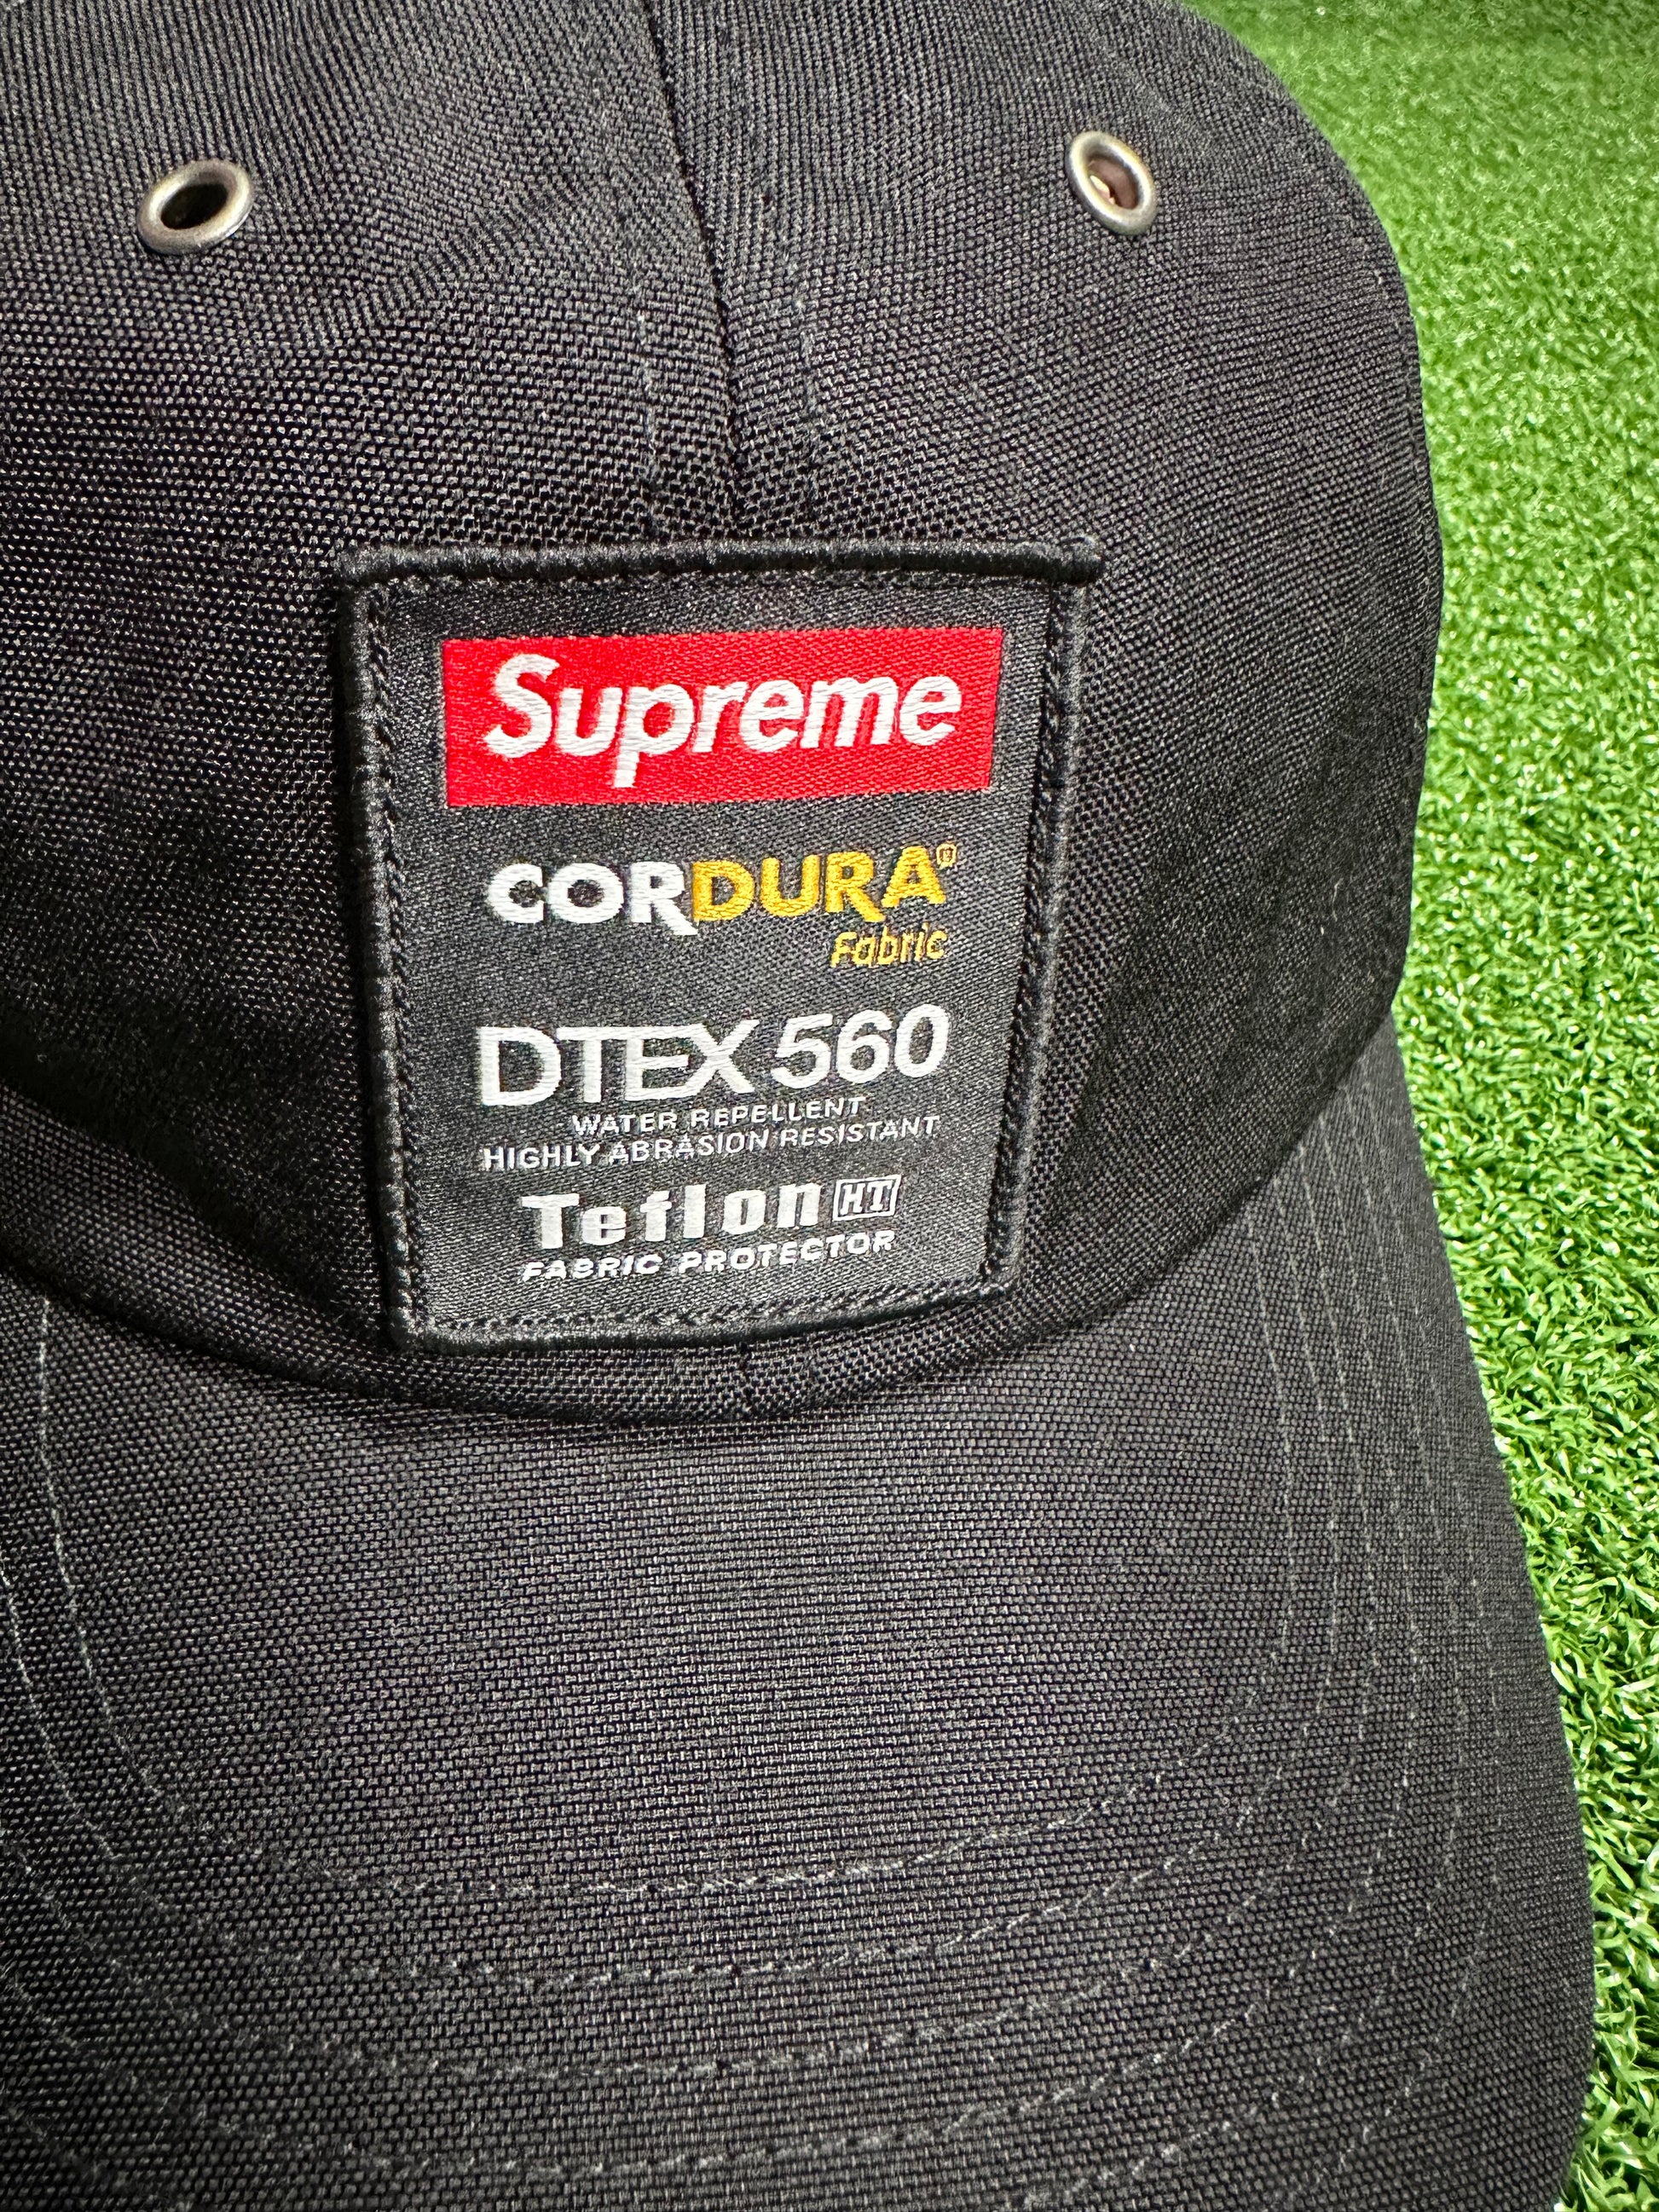 Supreme
CORDURA®
Fabric
DTEX 560
WATER REPELLENT
HIGHLY ABRASION RESISTANT
Teflon HT
FABRIC PROTECTOR